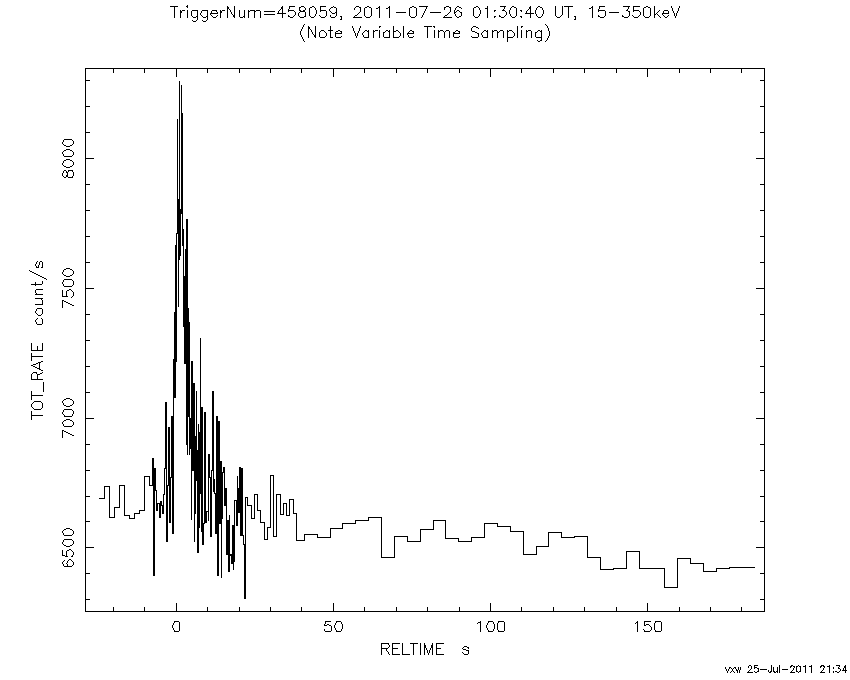 TriggerNum=458059, 2011-07-26 01:30:40 UT, 15-350keV
(Note Variable Time Sampling)
TOT_RATE count/s
8000
7500
7000
6500
0 50 100 150
RELTIME s
vxw 25-Jul-2011 21:34